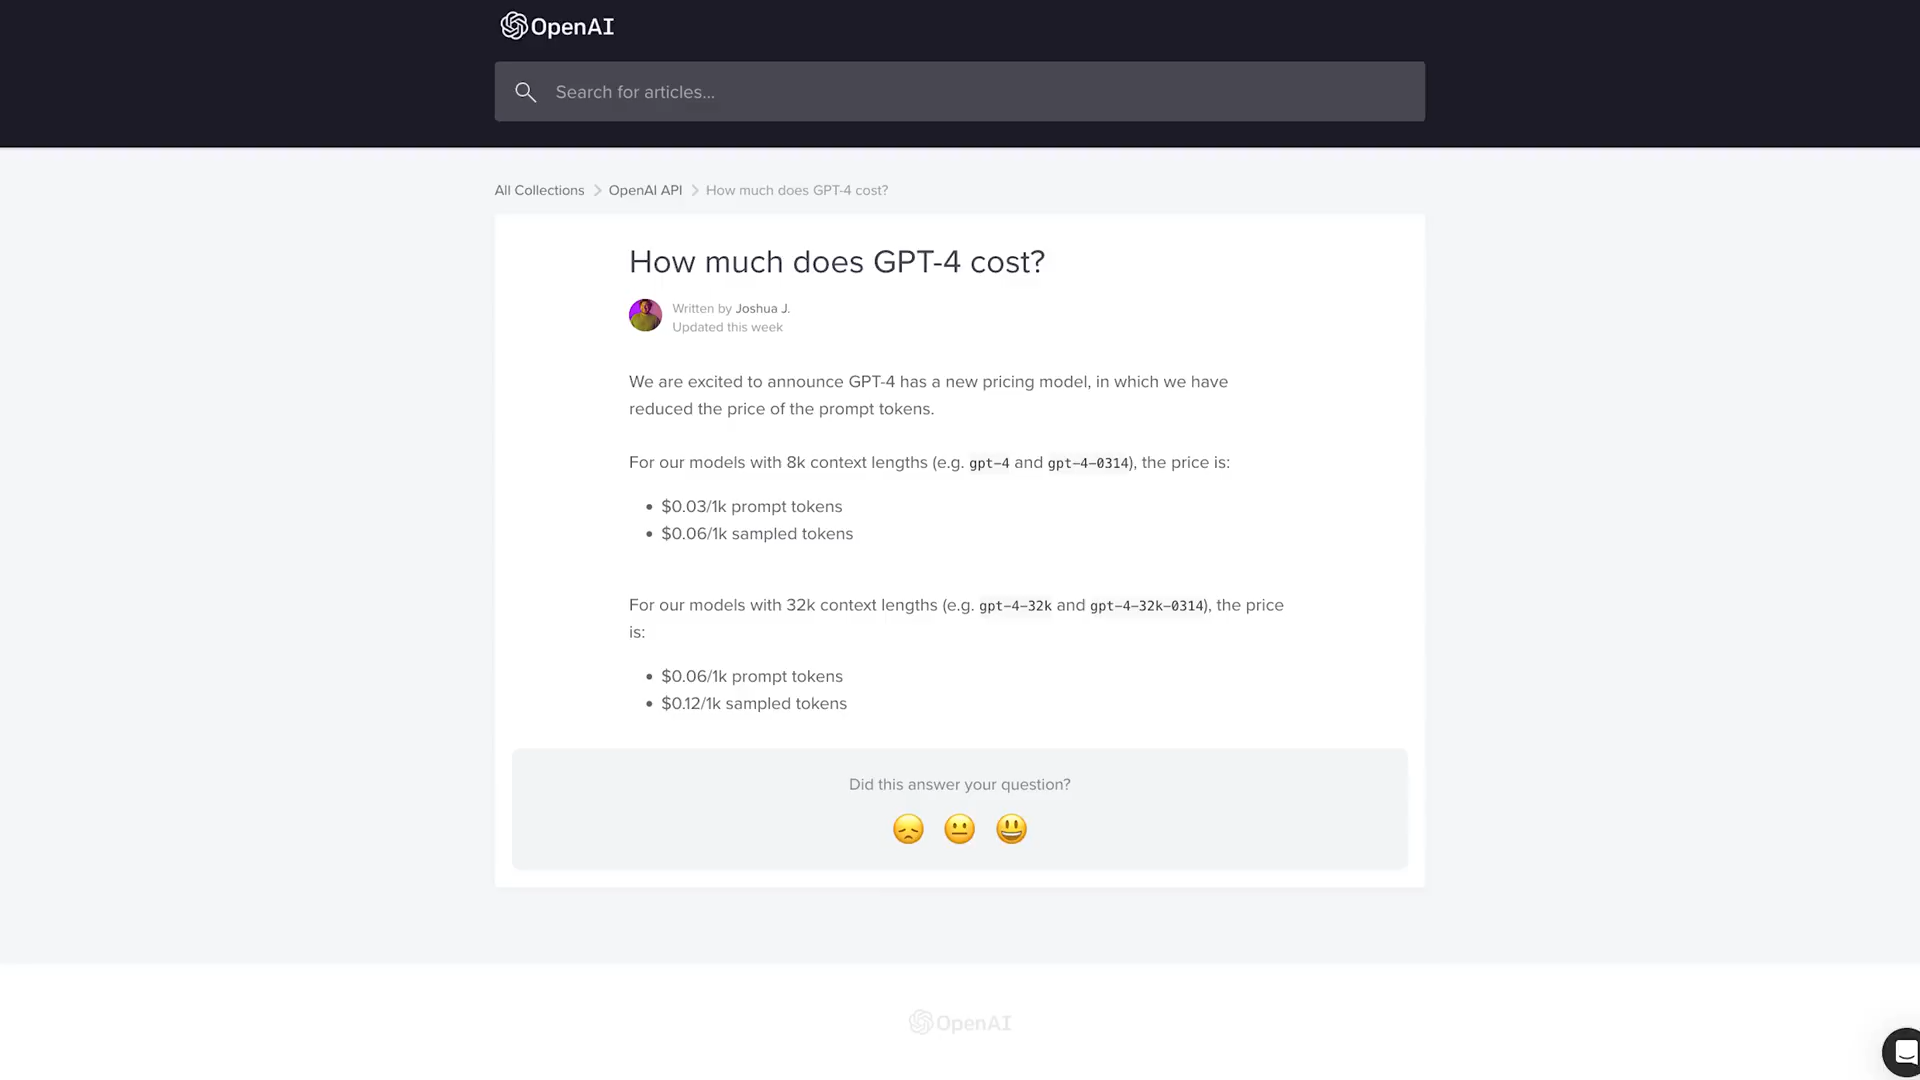 OpenAI
Search for articles...
All Collections > OpenAI API > How much does GPT-4 cost?
How much does GPT-4 cost?
Written by Joshua J.
Updated this week
We are excited to announce GPT-4 has a new pricing model, in which we have
reduced the price of the prompt tokens.
For our models with 8k context lengths (e.g. gpt-4 and gpt-4-0314), the price is:
• $0.03/1k prompt tokens
• $0.06/1k sampled tokens
For our models with 32k context lengths (e.g. gpt-4-32k and gpt-4-32k-0314), the price
is:
• $0.06/1k prompt tokens
• $0.12/1k sampled tokens
Did this answer your question?
OpenAI